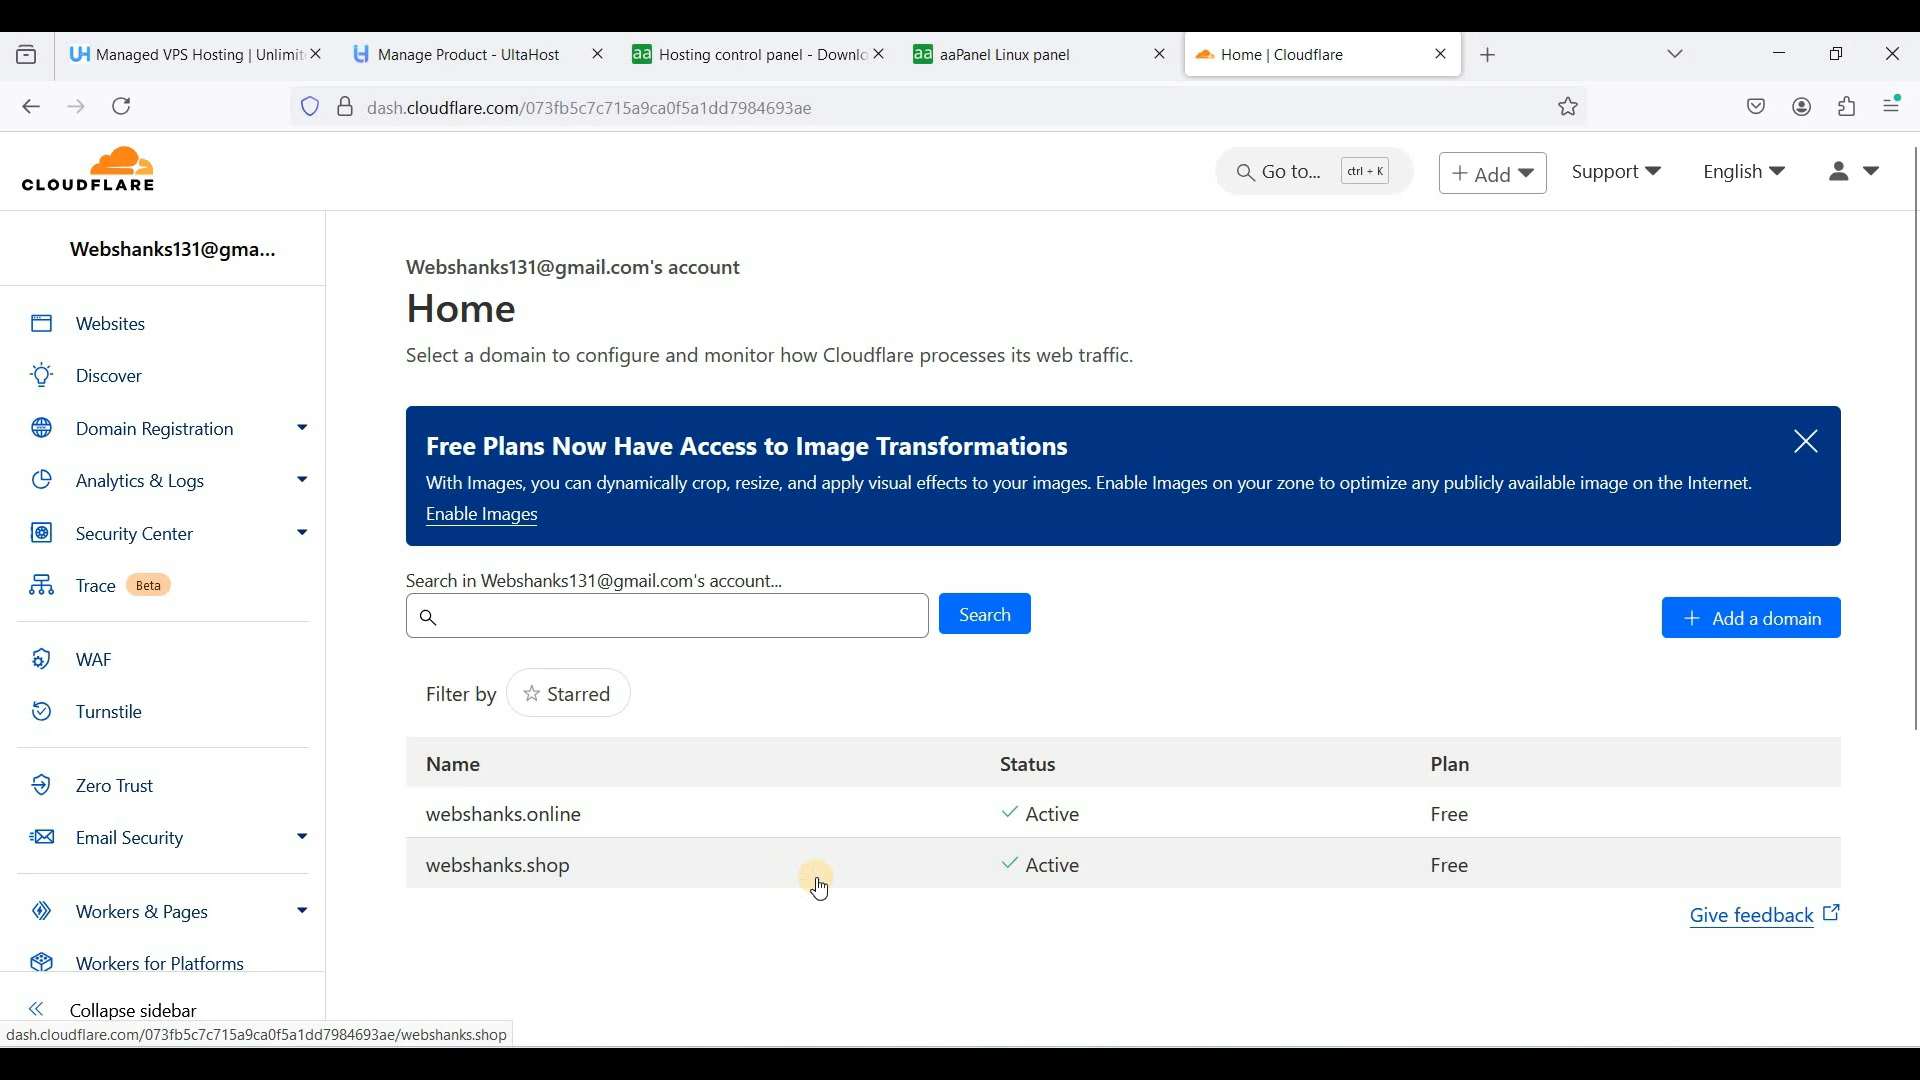 Managed VPS Hosting | Unlimit
Manage Product - UltaHost
Hosting control panel - Downlo
aaPanel Linux panel
Home | Cloudflare
dash.cloudflare.com/073fb5c7c715a9ca0f5a1dd7984693ae
CLOUDFLARE
Go to... ctrl + K
+ Add
Support
English
Webshanks131@gma...
Websites
Discover
Domain Registration
Analytics & Logs
Security Center
Trace Beta
WAF
Turnstile
Zero Trust
Email Security
Workers & Pages
Workers for Platforms
Collapse sidebar
Webshanks131@gmail.com's account
Home
Select a domain to configure and monitor how Cloudflare processes its web traffic.
Free Plans Now Have Access to Image Transformations
With Images, you can dynamically crop, resize, and apply visual effects to your images. Enable Images on your zone to optimize any publicly available image on the Internet.
Enable Images
Search in Webshanks131@gmail.com's account...
Search
+ Add a domain
Filter by Starred
Name Status Plan
webshanks.online Active Free
webshanks.shop Active Free
Give feedback
dash.cloudflare.com/073fb5c7c715a9ca0f5a1dd7984693ae/webshanks.shop